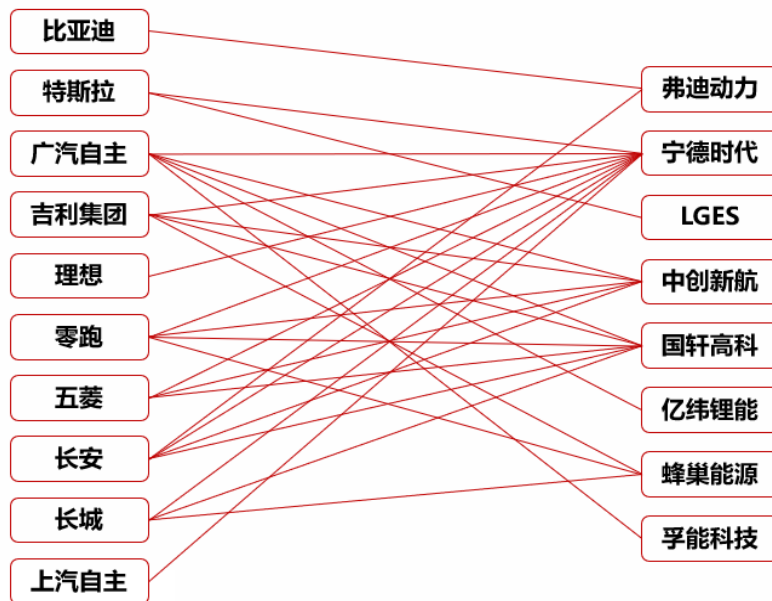 比亚迪
特斯拉
广汽自主
吉利集团
理想
零跑
五菱
长安
长城
上汽自主
弗迪动力
宁德时代
LGES
中创新航
国轩高科
亿纬锂能
蜂巢能源
孚能科技